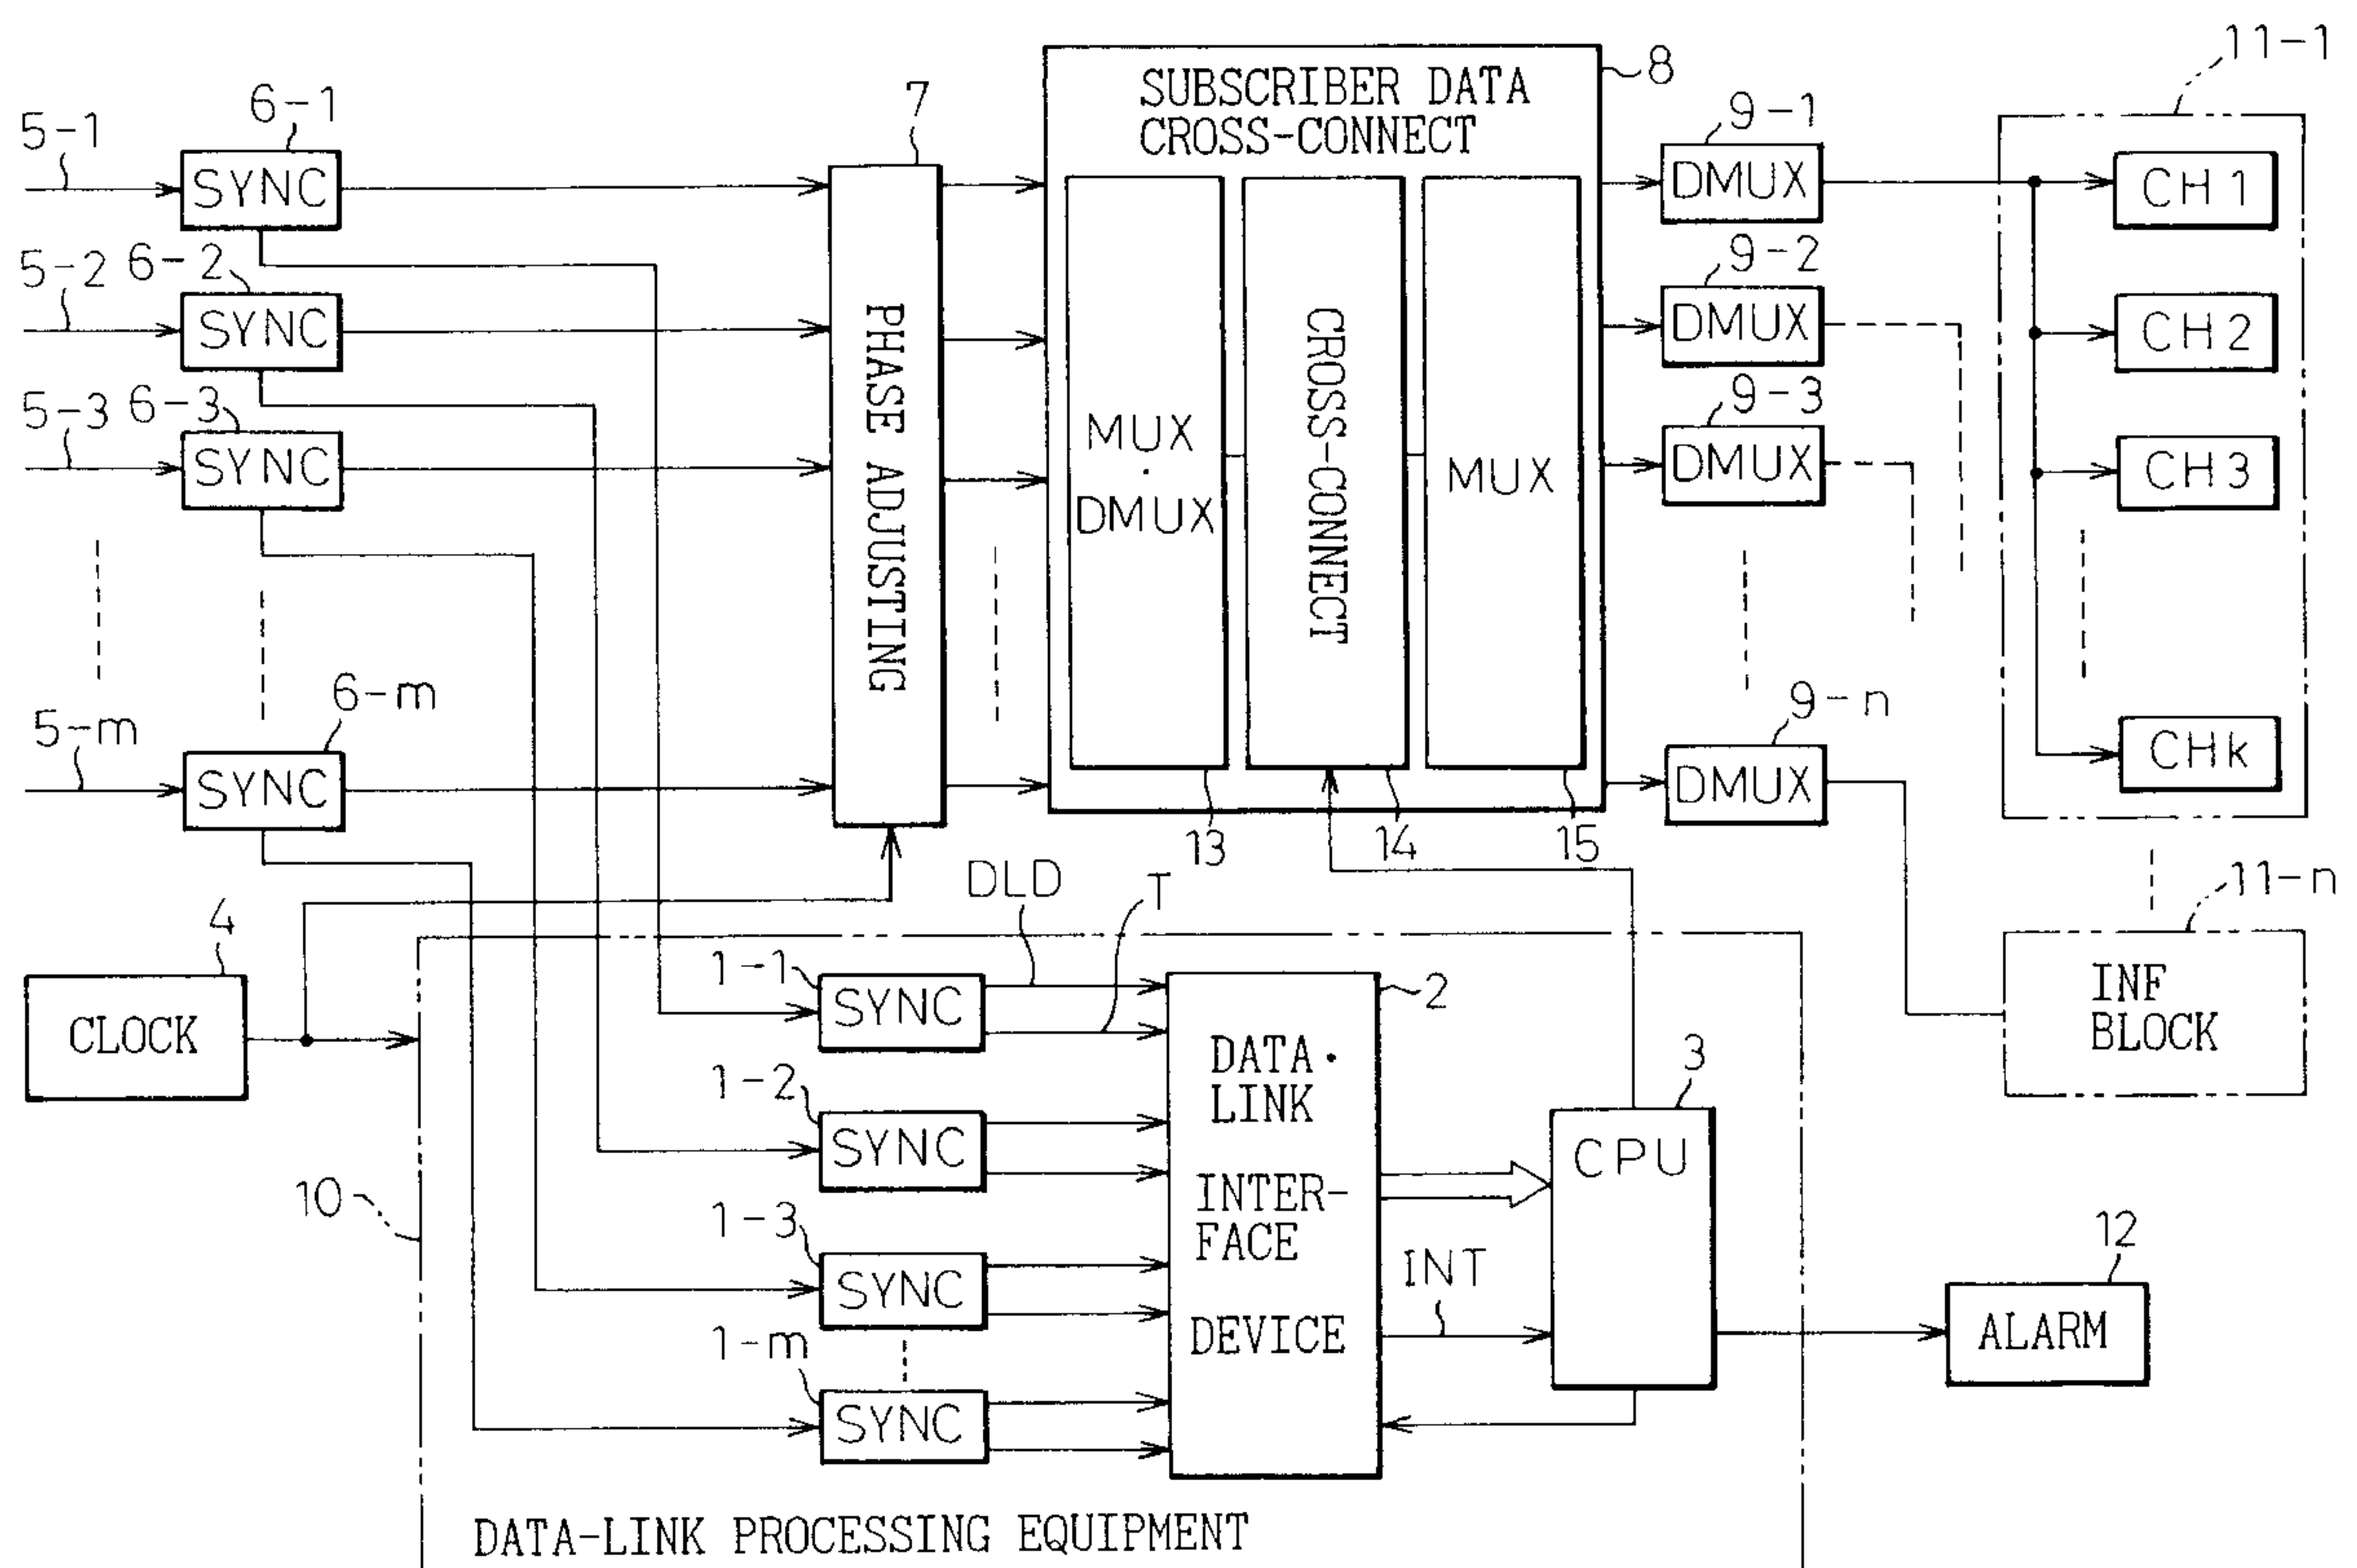 11-1
8
SUBSCRIBER DATA
CROSS-CONNECT
7
6-1
9-1
5-1
SYNC
DMUX
CH1
5-2
6-2
9-2
SYNC
DMUX
CH2
5-3
6-3
9-3
SYNC
DMUX
CH3
PHASE ADJUSTING
MUX
·
DMUX
CROSS-CONNECT
MUX
6-m
9-n
5-m
SYNC
DMUX
CHk
13
14
15
DLD
T
11-n
4
1-1
2
INF
BLOCK
CLOCK
SYNC
DATA·
LINK
INTER-
FACE
DEVICE
3
1-2
SYNC
CPU
10
1-3
SYNC
INT
12
ALARM
1-m
SYNC
DATA-LINK PROCESSING EQUIPMENT